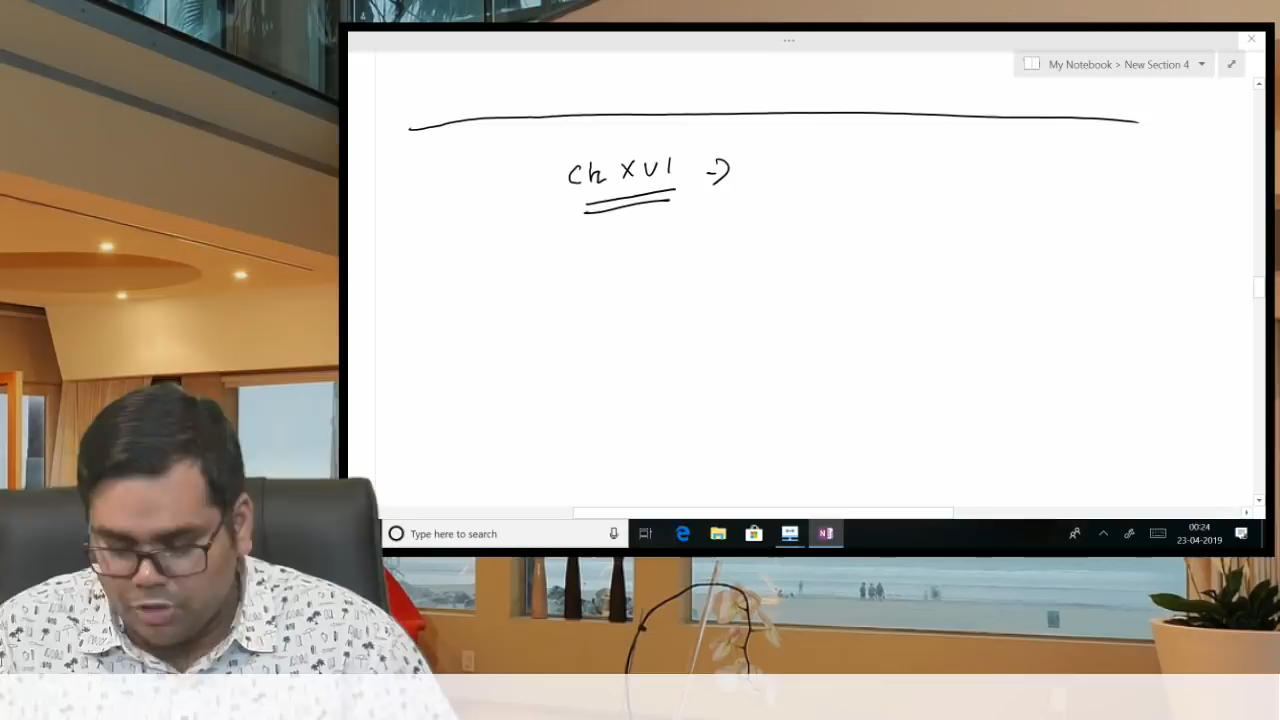 My Notebook > New Section 4
Ch XVI →
Type here to search
00:24
23-04-2019